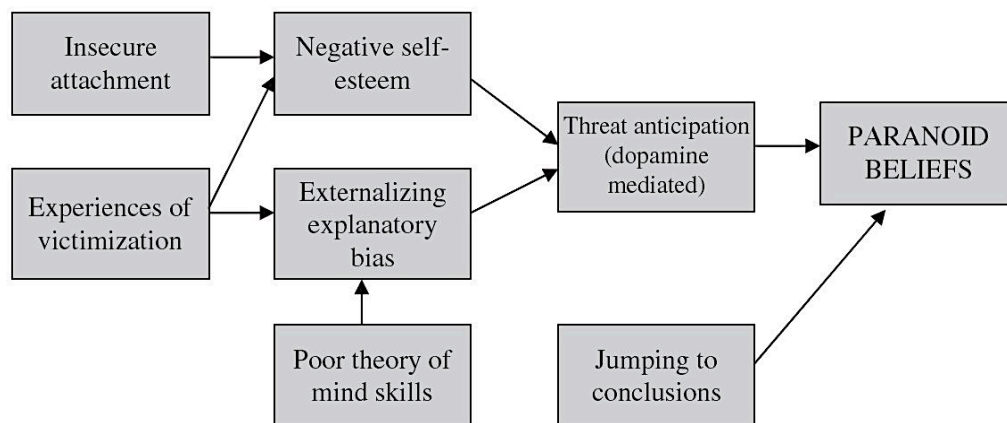 Insecure
attachment
Negative self-
esteem
Threat anticipation
(dopamine
mediated)
PARANOID
BELIEFS
Experiences of
victimization
Externalizing
explanatory
bias
Poor theory of
mind skills
Jumping to
conclusions